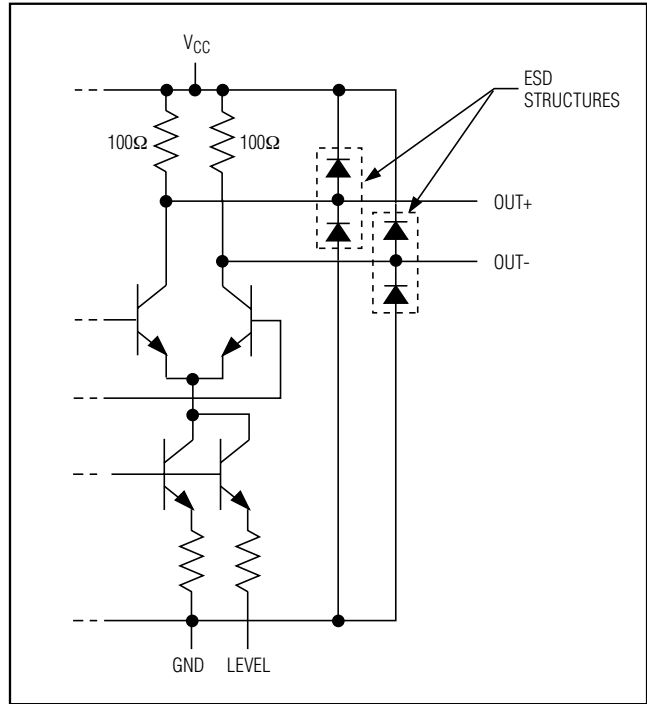 VCC
ESD
STRUCTURES
100Ω
100Ω
OUT+
OUT-
GND
LEVEL